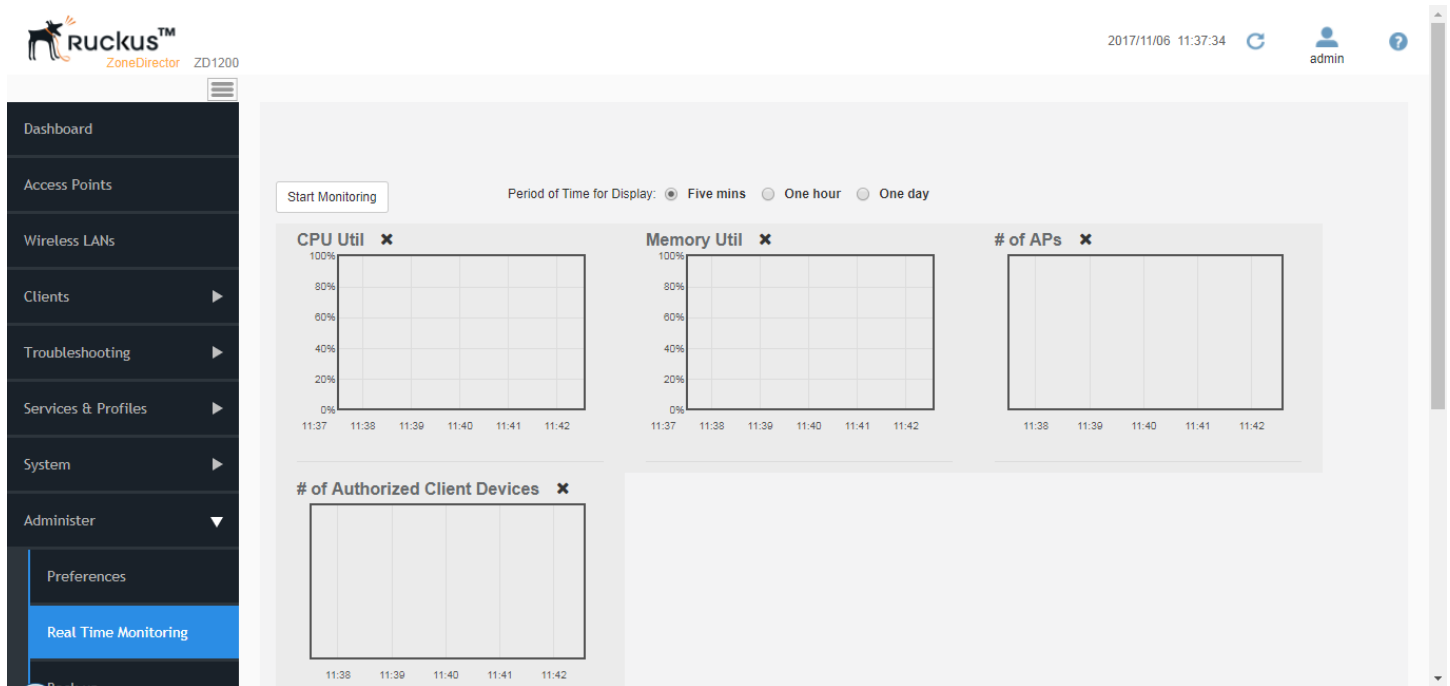 RUCKUS™
ZoneDirector ZD1200
2017/11/06 11:37:34
admin
?
Dashboard
Access Points
Wireless LANs
Clients
Troubleshooting
Services & Profiles
System
Administer
Preferences
Real Time Monitoring
Start Monitoring
Period of Time for Display: Five mins One hour One day
CPU Util
100%
80%
60%
40%
20%
0%
11:37 11:38 11:39 11:40 11:41 11:42
Memory Util
100%
80%
60%
40%
20%
0%
11:37 11:38 11:39 11:40 11:41 11:42
# of APs
11:38 11:39 11:40 11:41 11:42
# of Authorized Client Devices
11:38 11:39 11:40 11:41 11:42